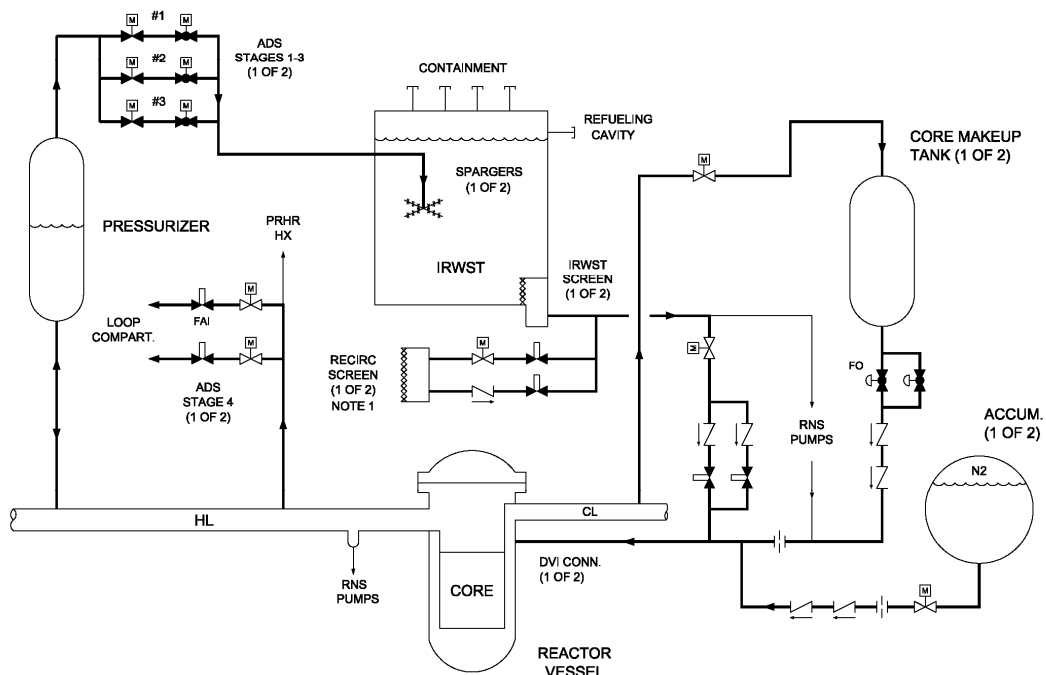 M
#1
M
M
#2
M
M
#3
M
ADS
STAGES 1-3
(1 OF 2)
CONTAINMENT
REFUELING
CAVITY
SPARGERS
(1 OF 2)
IRWST
IRWST
SCREEN
(1 OF 2)
M
CORE MAKEUP
TANK (1 OF 2)
PRESSURIZER
PRHR
HX
M
FAI
LOOP
COMPART.
M
ADS
STAGE 4
(1 OF 2)
RECIRC
SCREEN
(1 OF 2)
NOTE 1
M
M
FO
RNS
PUMPS
ACCUM.
(1 OF 2)
N2
HL
CL
RNS
PUMPS
CORE
DVI CONN.
(1 OF 2)
M
REACTOR
VESSEL